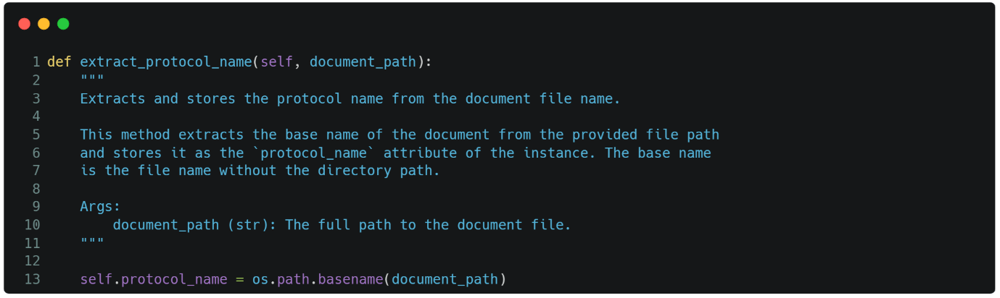 1 def extract_protocol_name(self, document_path):
2     """
3     Extracts and stores the protocol name from the document file name.
4
5     This method extracts the base name of the document from the provided file path
6     and stores it as the `protocol_name` attribute of the instance. The base name
7     is the file name without the directory path.
8
9     Args:
10         document_path (str): The full path to the document file.
11     """
12
13     self.protocol_name = os.path.basename(document_path)